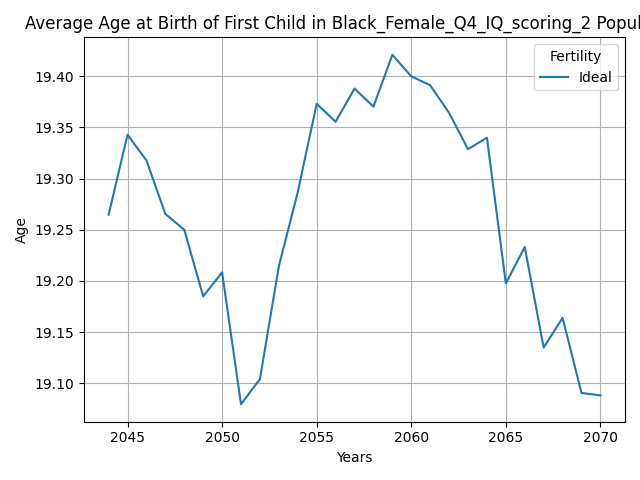 Average Age at Birth of First Child in Black_Female_Q4_IQ_scoring_2 Popul
Fertility
Ideal
19.40
19.35
19.30
19.25
19.20
19.15
19.10
Age
2045 2050 2055 2060 2065 2070
Years